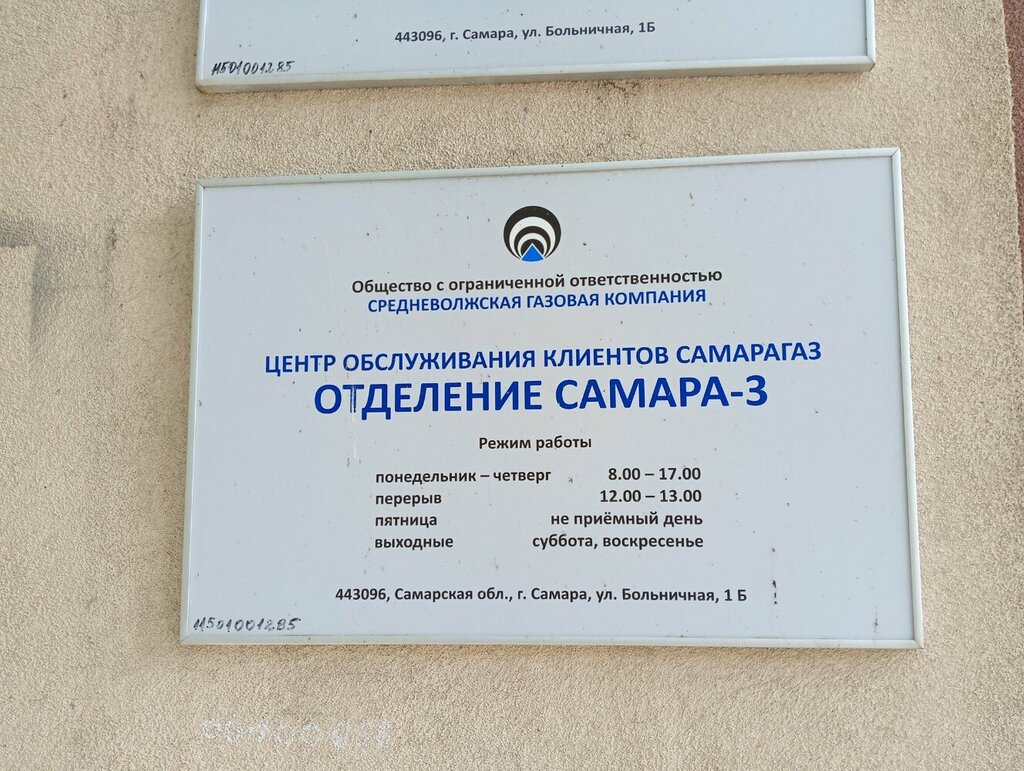 443096, г. Самара, ул. Больничная, 1Б
Общество с ограниченной ответственностью
СРЕДНЕВОЛЖСКАЯ ГАЗОВАЯ КОМПАНИЯ
ЦЕНТР ОБСЛУЖИВАНИЯ КЛИЕНТОВ САМАРАГАЗ
ОТДЕЛЕНИЕ САМАРА-3
Режим работы
понедельник – четверг 8.00 – 17.00
перерыв 12.00 – 13.00
пятница не приёмный день
выходные суббота, воскресенье
443096, Самарская обл., г. Самара, ул. Больничная, 1 Б